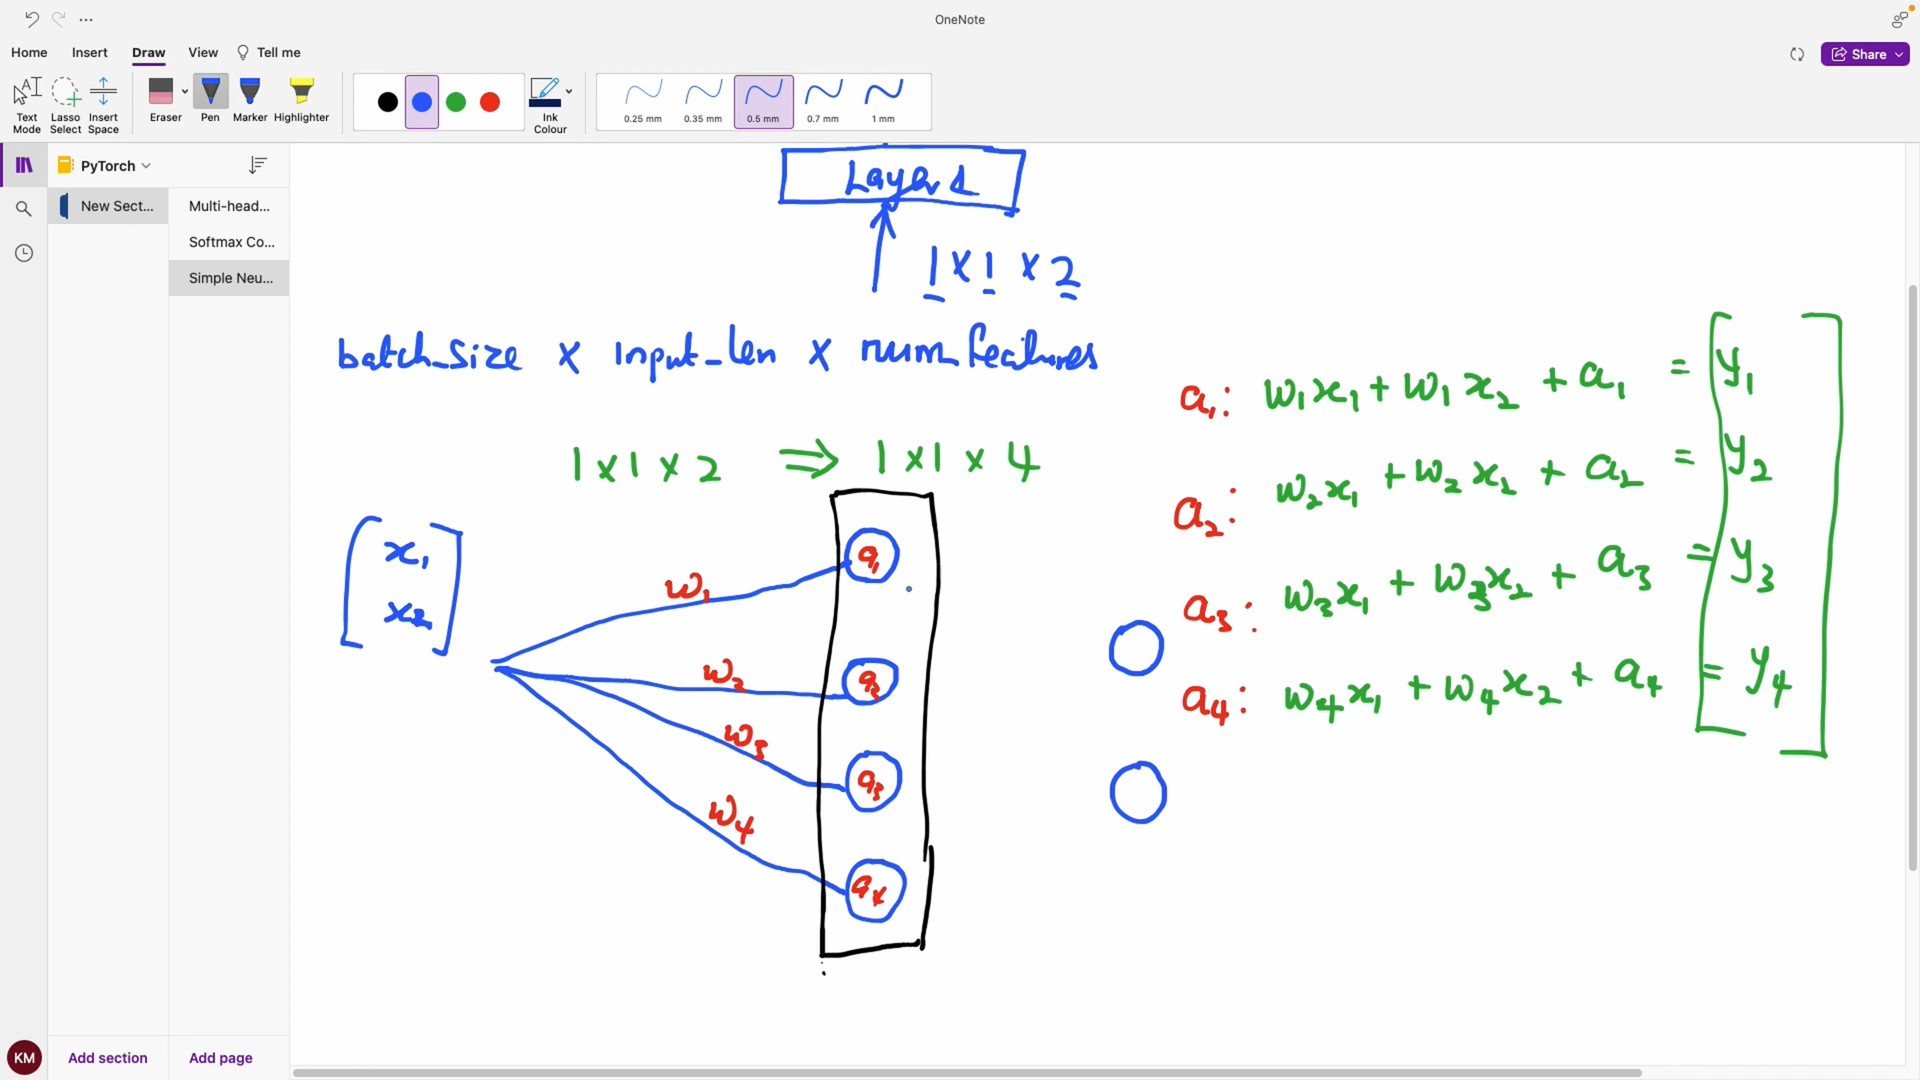 OneNote
Home Insert Draw View Tell me
Share
Text Mode
Lasso Select
Insert Space
Eraser
Pen
Marker
Highlighter
Ink Colour
0.25 mm
0.35 mm
0.5 mm
0.7 mm
1 mm
PyTorch
New Sect...
Multi-head...
Softmax Co...
Simple Neu...
Layer 1
1 x 1 x 2
batch_size x input_len x num_features
1 x 1 x 2 ⇒ 1 x 1 x 4
x₁
x₂
w₁
w₂
w₃
w₄
a₁
a₂
a₃
a₄
a₁: w₁x₁ + w₁x₂ + a₁ = y₁
a₂: w₂x₁ + w₂x₂ + a₂ = y₂
a₃: w₃x₁ + w₃x₂ + a₃ = y₃
a₄: w₄x₁ + w₄x₂ + a₄ = y₄
KM
Add section
Add page